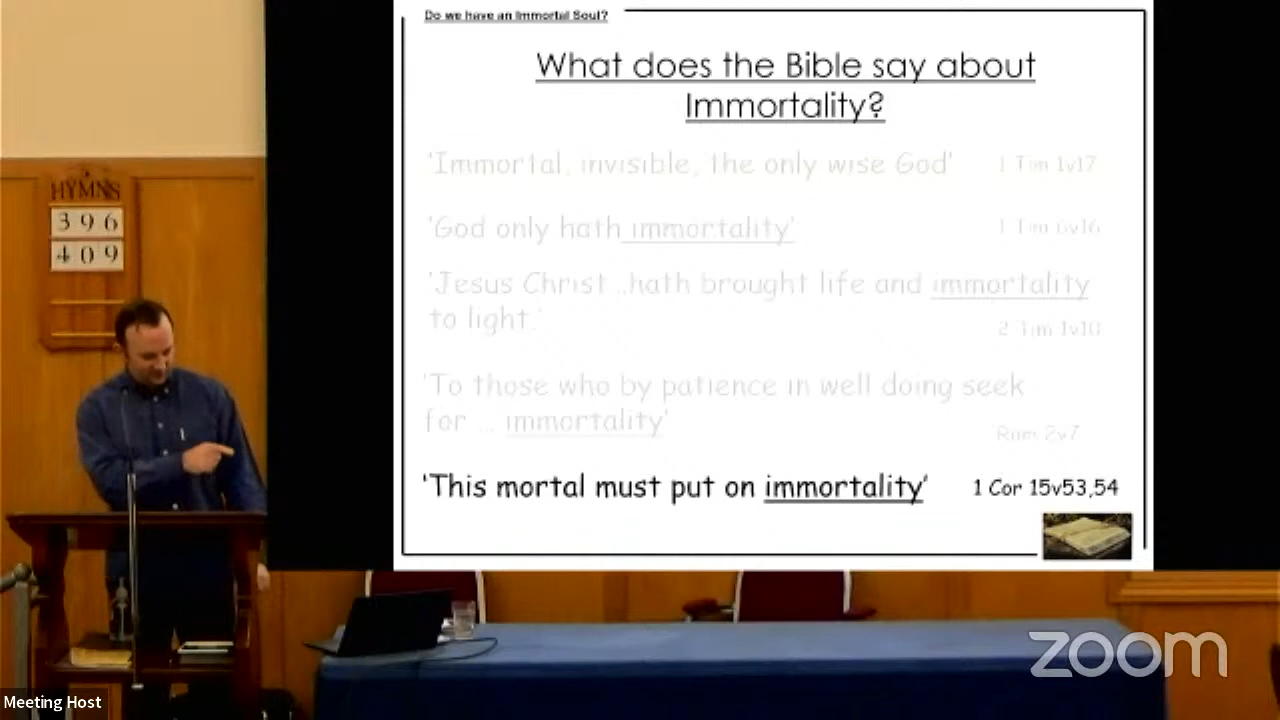 Do we have an Immortal Soul?
What does the Bible say about
Immortality?
'Immortal, invisible, the only wise God' 1 Tim 1v17
'God only hath immortality' 1 Tim 6v16
'Jesus Christ ..hath brought life and immortality
to light.'
2 Tim 1v10
'To those who by patience in well doing seek
for ... immortality'
Rom 2v7
'This mortal must put on immortality' 1 Cor 15v53,54
HYMNS
396
409
zoom
Meeting Host